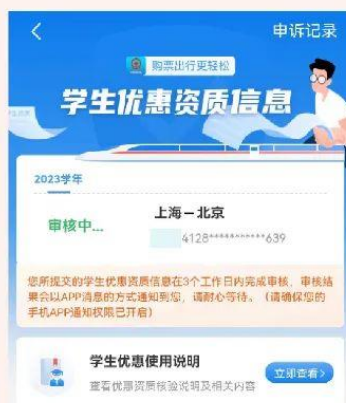 申诉记录
购票出行更轻松
学生优惠资质信息
2023学年
审核中...
上海－北京
4128************639
您所提交的学生优惠资质信息在3个工作日内完成审核，审核结
果会以APP消息的方式通知到您，请耐心等待。（请确保您的
手机APP通知权限已开启）
学生优惠使用说明
查看优惠资质核验说明及相关内容
立即查看>